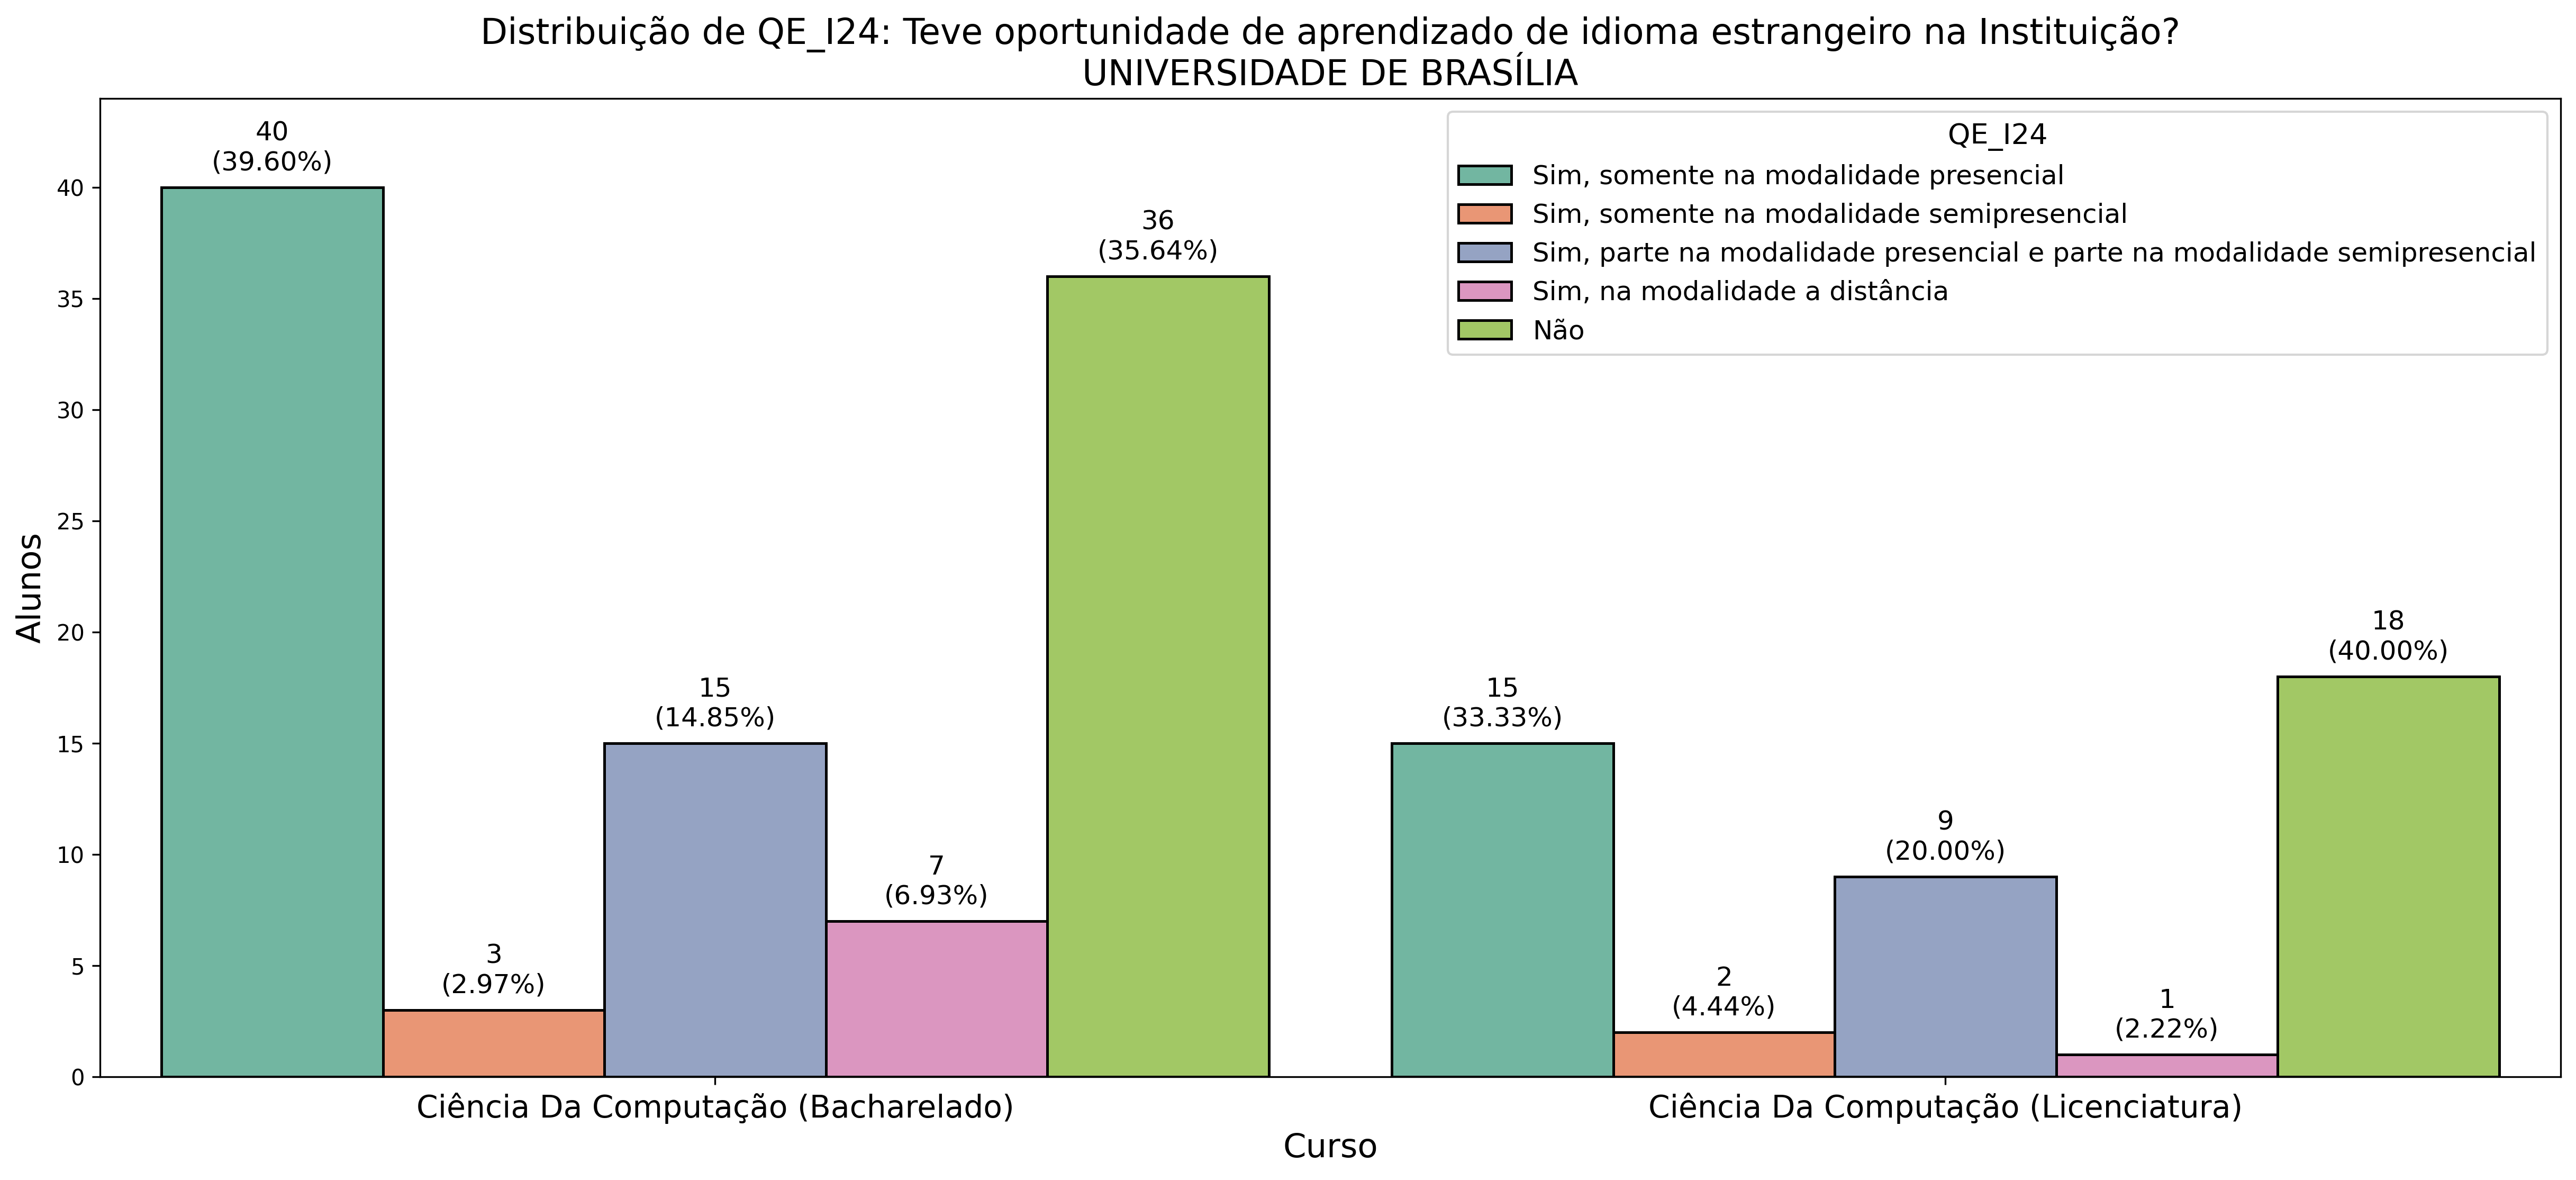 Distribuição de QE_I24: Teve oportunidade de aprendizado de idioma estrangeiro na Instituição?
UNIVERSIDADE DE BRASÍLIA
QE_I24
Sim, somente na modalidade presencial
Sim, somente na modalidade semipresencial
Sim, parte na modalidade presencial e parte na modalidade semipresencial
Sim, na modalidade a distância
Não
Alunos
40
35
30
25
20
15
10
5
0
40
(39.60%)
3
(2.97%)
15
(14.85%)
7
(6.93%)
36
(35.64%)
15
(33.33%)
2
(4.44%)
9
(20.00%)
1
(2.22%)
18
(40.00%)
Ciência Da Computação (Bacharelado)
Ciência Da Computação (Licenciatura)
Curso